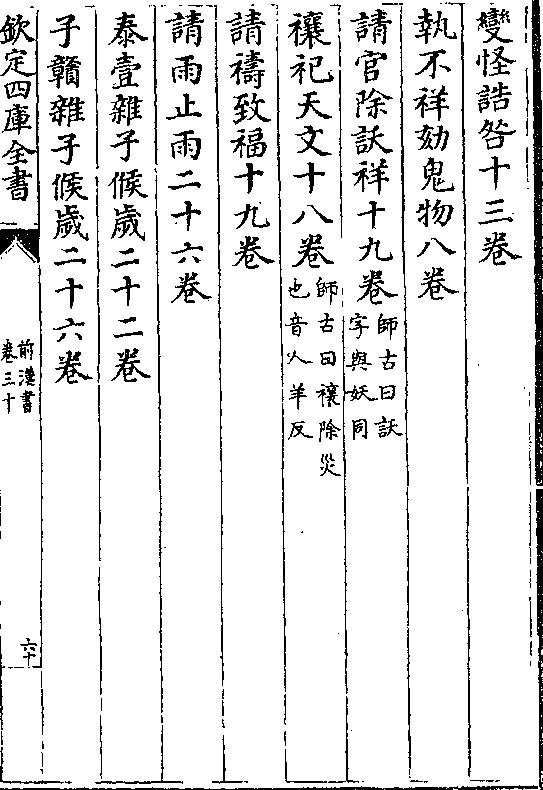 變怪誥咎十三卷
執不祥劾鬼物八卷
請官除訞祥十九卷師古曰訞字與妖同
禳祀天文十八卷師古曰禳除災也音人羊反
請禱致福十九卷
請雨止雨二十六卷
泰壹雜子候歲二十二卷
子贛雜子候歲二十六卷
欽定四庫全書
前漢書
卷三十
六十